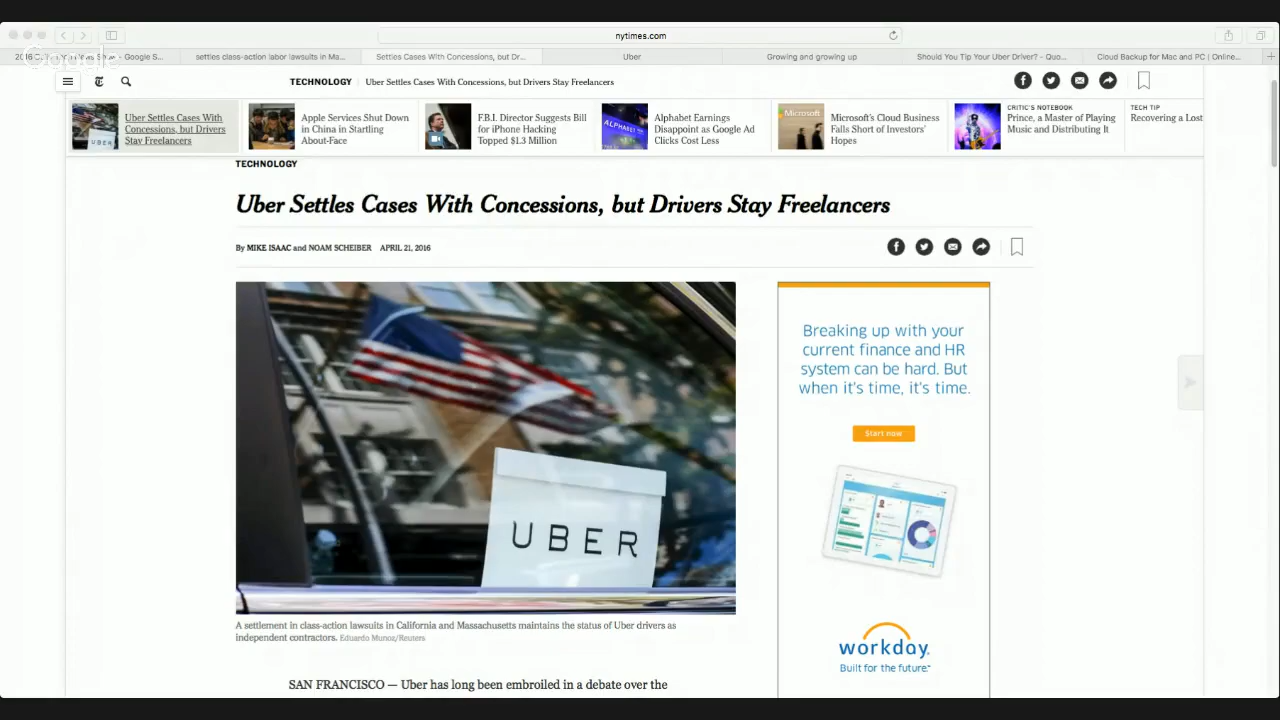 nytimes.com
settles class-action labor lawsuits in Ma...
Settles Cases With Concessions, but Dr...
Uber
Growing and growing up
Should You Tip Your Uber Driver? – Quo...
Cloud Backup for Mac and PC | Online...
TECHNOLOGY
Uber Settles Cases With Concessions, but Drivers Stay Freelancers
Uber Settles Cases With
Concessions, but Drivers
Stay Freelancers
Apple Services Shut Down
in China in Startling
About-Face
F.B.I. Director Suggests Bill
for iPhone Hacking
Topped $1.3 Million
Alphabet Earnings
Disappoint as Google Ad
Clicks Cost Less
Microsoft
Microsoft's Cloud Business
Falls Short of Investors'
Hopes
CRITIC'S NOTEBOOK
Prince, a Master of Playing
Music and Distributing It
TECH TIP
Recovering a Lost
TECHNOLOGY
Uber Settles Cases With Concessions, but Drivers Stay Freelancers
By MIKE ISAAC and NOAM SCHEIBER APRIL 21, 2016
UBER
A settlement in class-action lawsuits in California and Massachusetts maintains the status of Uber drivers as
independent contractors. Eduardo Munoz/Reuters
SAN FRANCISCO — Uber has long been embroiled in a debate over the
Breaking up with your
current finance and HR
system can be hard. But
when it's time, it's time.
Start now
workday.
Built for the future.™